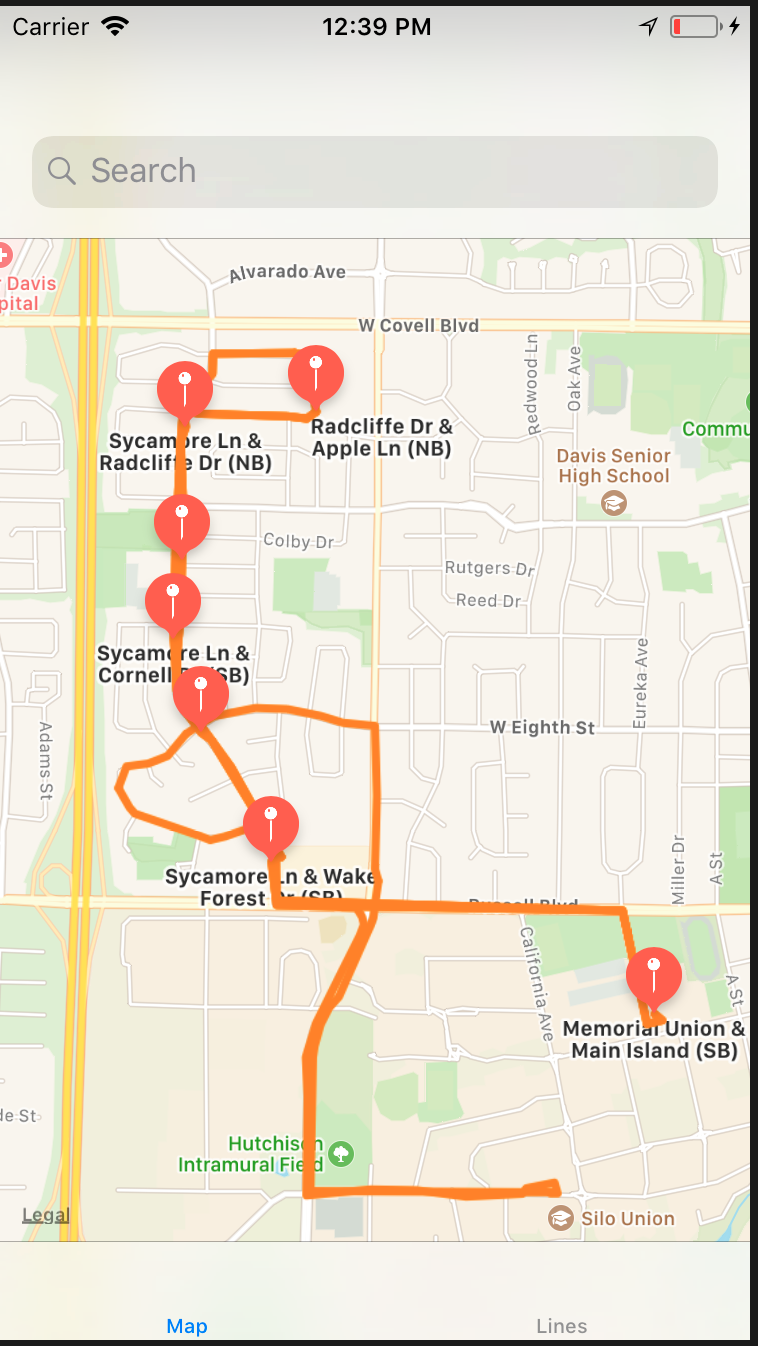 Carrier 12:39 PM
Search
Alvarado Ave
Davis
pital
W Covell Blvd
Redwood Ln
Oak Ave
Sycamore Ln &
Radcliffe Dr (NB)
Radcliffe Dr &
Apple Ln (NB)
Commu
Davis Senior
High School
Colby Dr
Rutgers Dr
Reed Dr
Sycamore Ln &
Cornell (SB)
Eureka Ave
Adams St
W Eighth St
Miller Dr
A St
Sycamore Ln & Wake
Forest Dr (SB)
Russell Blvd
California Ave
A St
Memorial Union &
Main Island (SB)
de St
Hutchison
Intramural Field
Legal
Silo Union
Map Lines